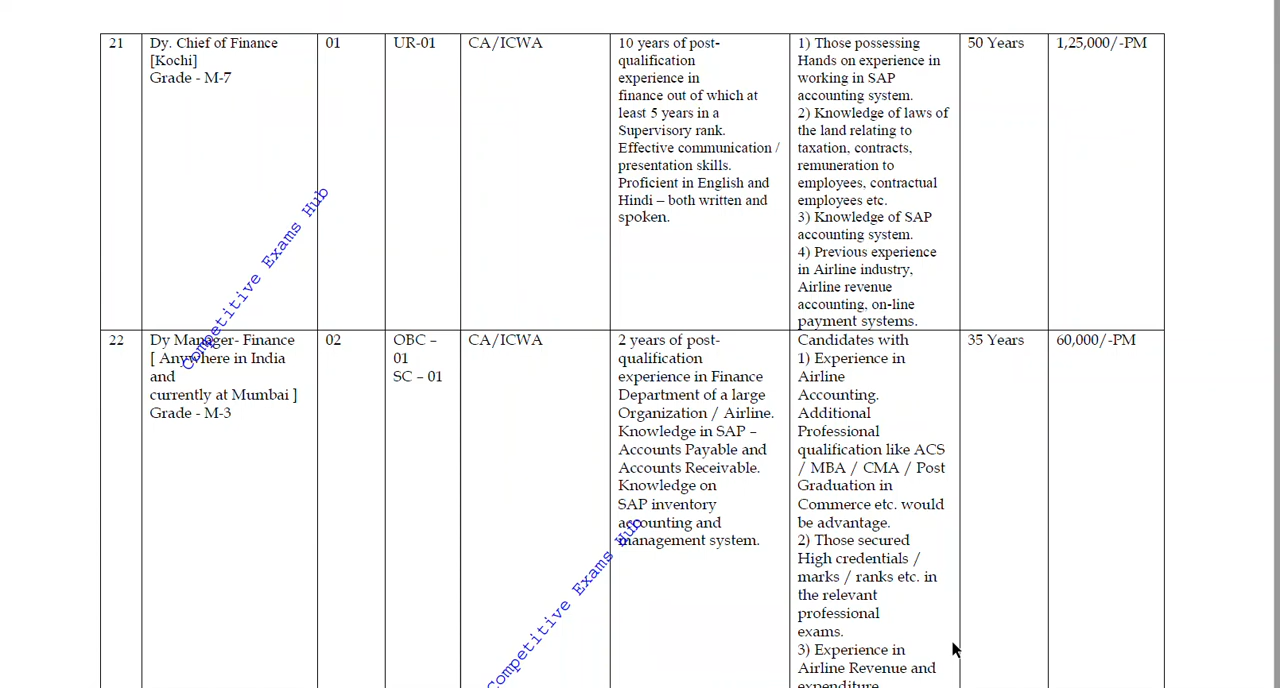 21
Dy. Chief of Finance
[Kochi]
Grade - M-7
01
UR-01
CA/ICWA
10 years of post-
qualification
experience in
finance out of which at
least 5 years in a
Supervisory rank.
Effective communication /
presentation skills.
Proficient in English and
Hindi – both written and
spoken.
1) Those possessing
Hands on experience in
working in SAP
accounting system.
2) Knowledge of laws of
the land relating to
taxation, contracts,
remuneration to
employees, contractual
employees etc.
3) Knowledge of SAP
accounting system.
4) Previous experience
in Airline industry,
Airline revenue
accounting, on-line
payment systems.
50 Years
1,25,000/-PM
22
Dy Manager- Finance
[ Anywhere in India
and
currently at Mumbai ]
Grade - M-3
02
OBC –
01
SC – 01
CA/ICWA
2 years of post-
qualification
experience in Finance
Department of a large
Organization / Airline.
Knowledge in SAP –
Accounts Payable and
Accounts Receivable.
Knowledge on
SAP inventory
accounting and
management system.
Candidates with
1) Experience in
Airline
Accounting.
Additional
Professional
qualification like ACS
/ MBA / CMA / Post
Graduation in
Commerce etc. would
be advantage.
2) Those secured
High credentials /
marks / ranks etc. in
the relevant
professional
exams.
3) Experience in
Airline Revenue and
expenditure
35 Years
60,000/-PM
Competitive Exams Hub
Competitive Exams Hub